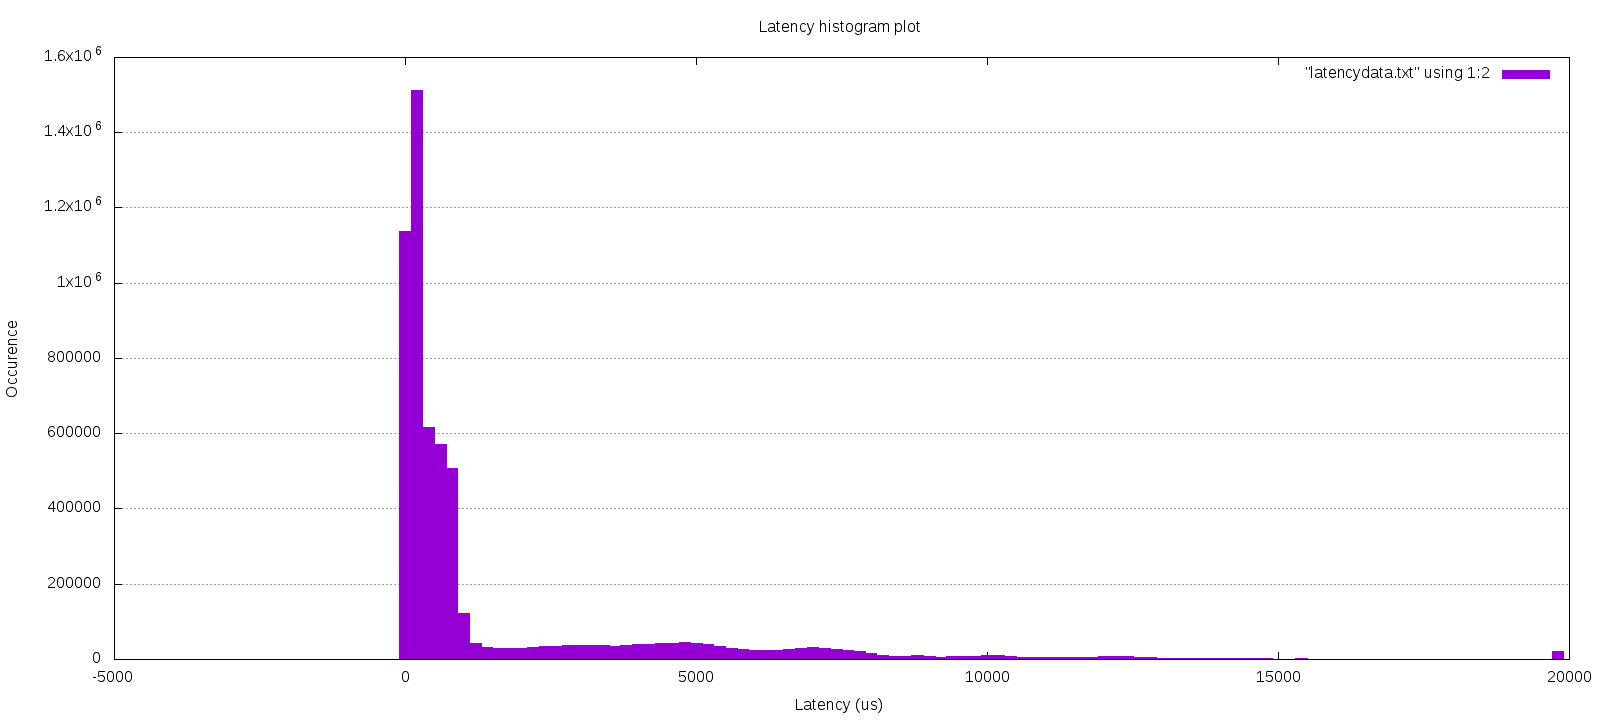 Latency histogram plot
"latencydata.txt" using 1:2
1.6x10^6
1.4x10^6
1.2x10^6
1x10^6
800000
600000
400000
200000
0
Occurence
-5000 0 5000 10000 15000 20000
Latency (us)